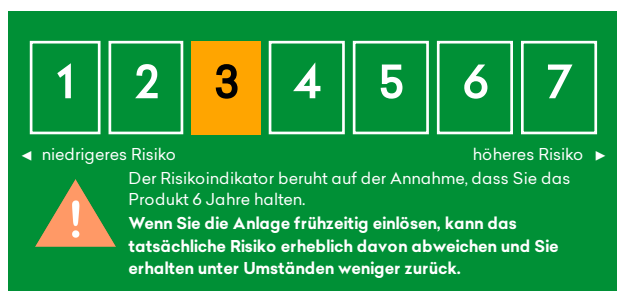 1 2 3 4 5 6 7
◄ niedrigeres Risiko höheres Risiko ►
Der Risikoindikator beruht auf der Annahme, dass Sie das
Produkt 6 Jahre halten.
Wenn Sie die Anlage frühzeitig einlösen, kann das
tatsächliche Risiko erheblich davon abweichen und Sie
erhalten unter Umständen weniger zurück.
!